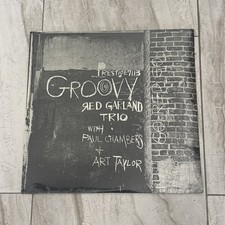 PRESTIGE 7113
GROOVY
RED GARLAND
TRIO
WITH
PAUL CHAMBERS
+
ART TAYLOR